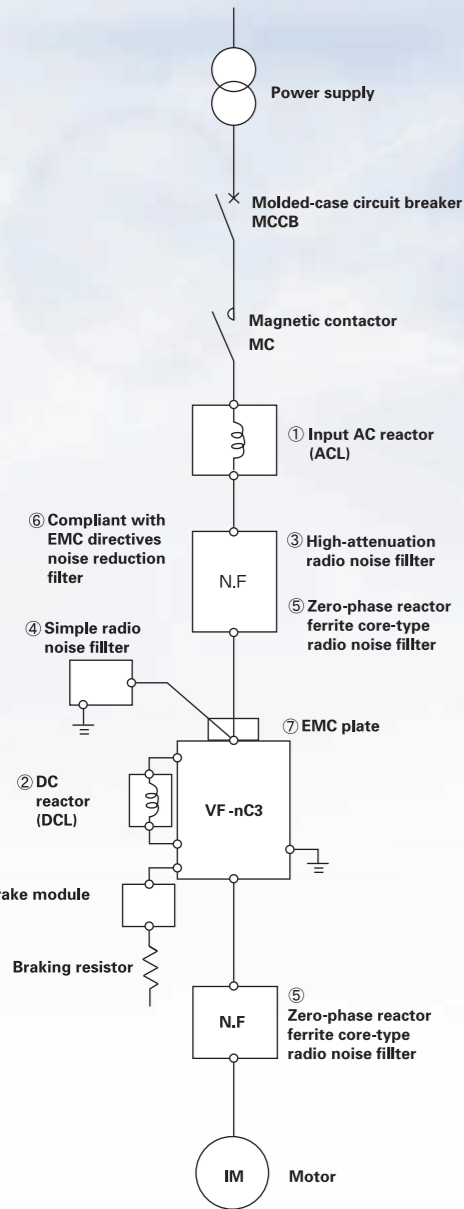 Power supply
Molded-case circuit breaker
MCCB
Magnetic contactor
MC
① Input AC reactor
(ACL)
⑥ Compliant with
EMC directives
noise reduction
filter
N.F
③ High-attenuation
radio noise fillter
⑤ Zero-phase reactor
ferrite core-type
radio noise fillter
④ Simple radio
noise fillter
⑦ EMC plate
② DC
reactor
(DCL)
VF-nC3
module
Braking resistor
N.F
⑤
Zero-phase reactor
ferrite core-type
radio noise fillter
IM
Motor